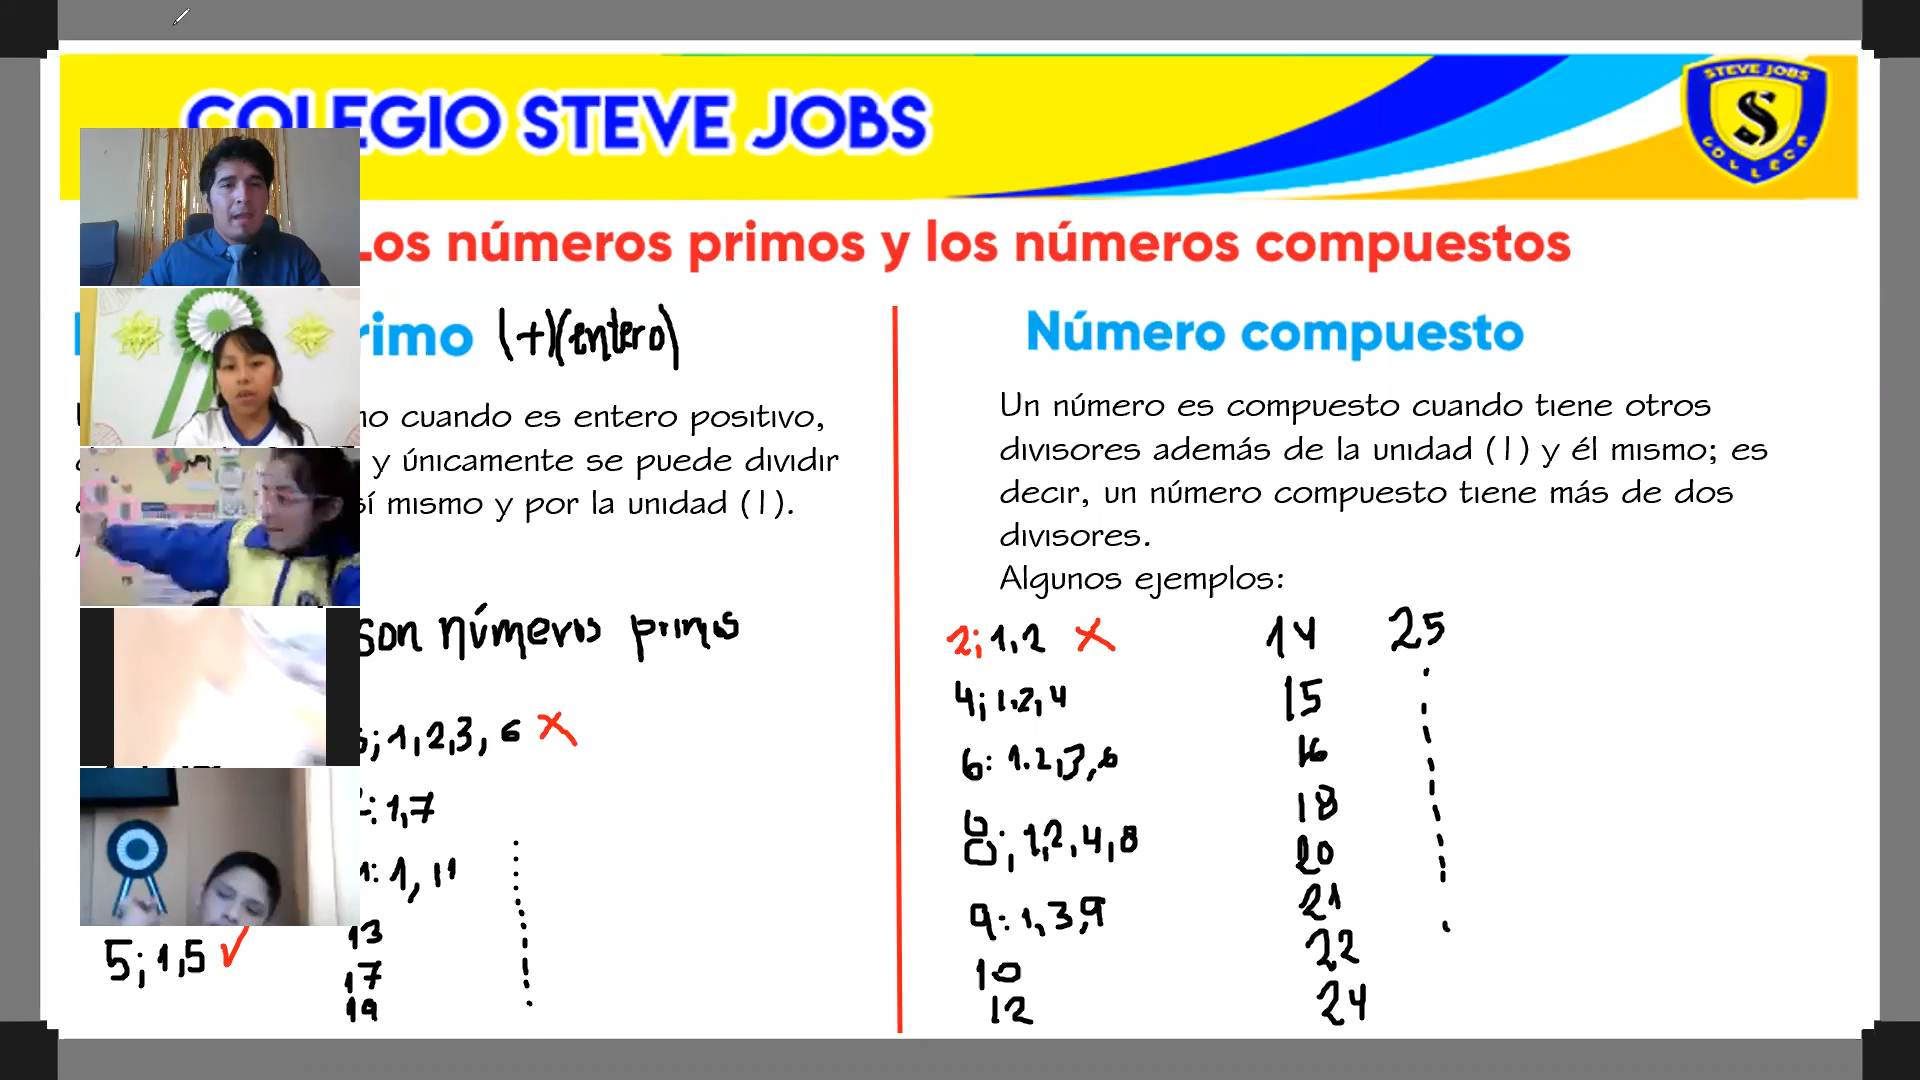 COLEGIO STEVE JOBS
STEVE JOBS
S
COLLEGE
Los números primos y los números compuestos
rimo (+)(entero)
no cuando es entero positivo,
y únicamente se puede dividir
sí mismo y por la unidad (1).
son números primos
; 1,2,3, 6 X
: 1,7
: 1, 11
13
17
19
5; 1,5 ✓
Número compuesto
Un número es compuesto cuando tiene otros
divisores además de la unidad (1) y él mismo; es
decir, un número compuesto tiene más de dos
divisores.
Algunos ejemplos:
2; 1,2 X
4; 1,2,4
6: 1,2,3,6
8; 1,2,4,8
9: 1,3,9
10
12
14
15
16
18
20
21
22
24
25